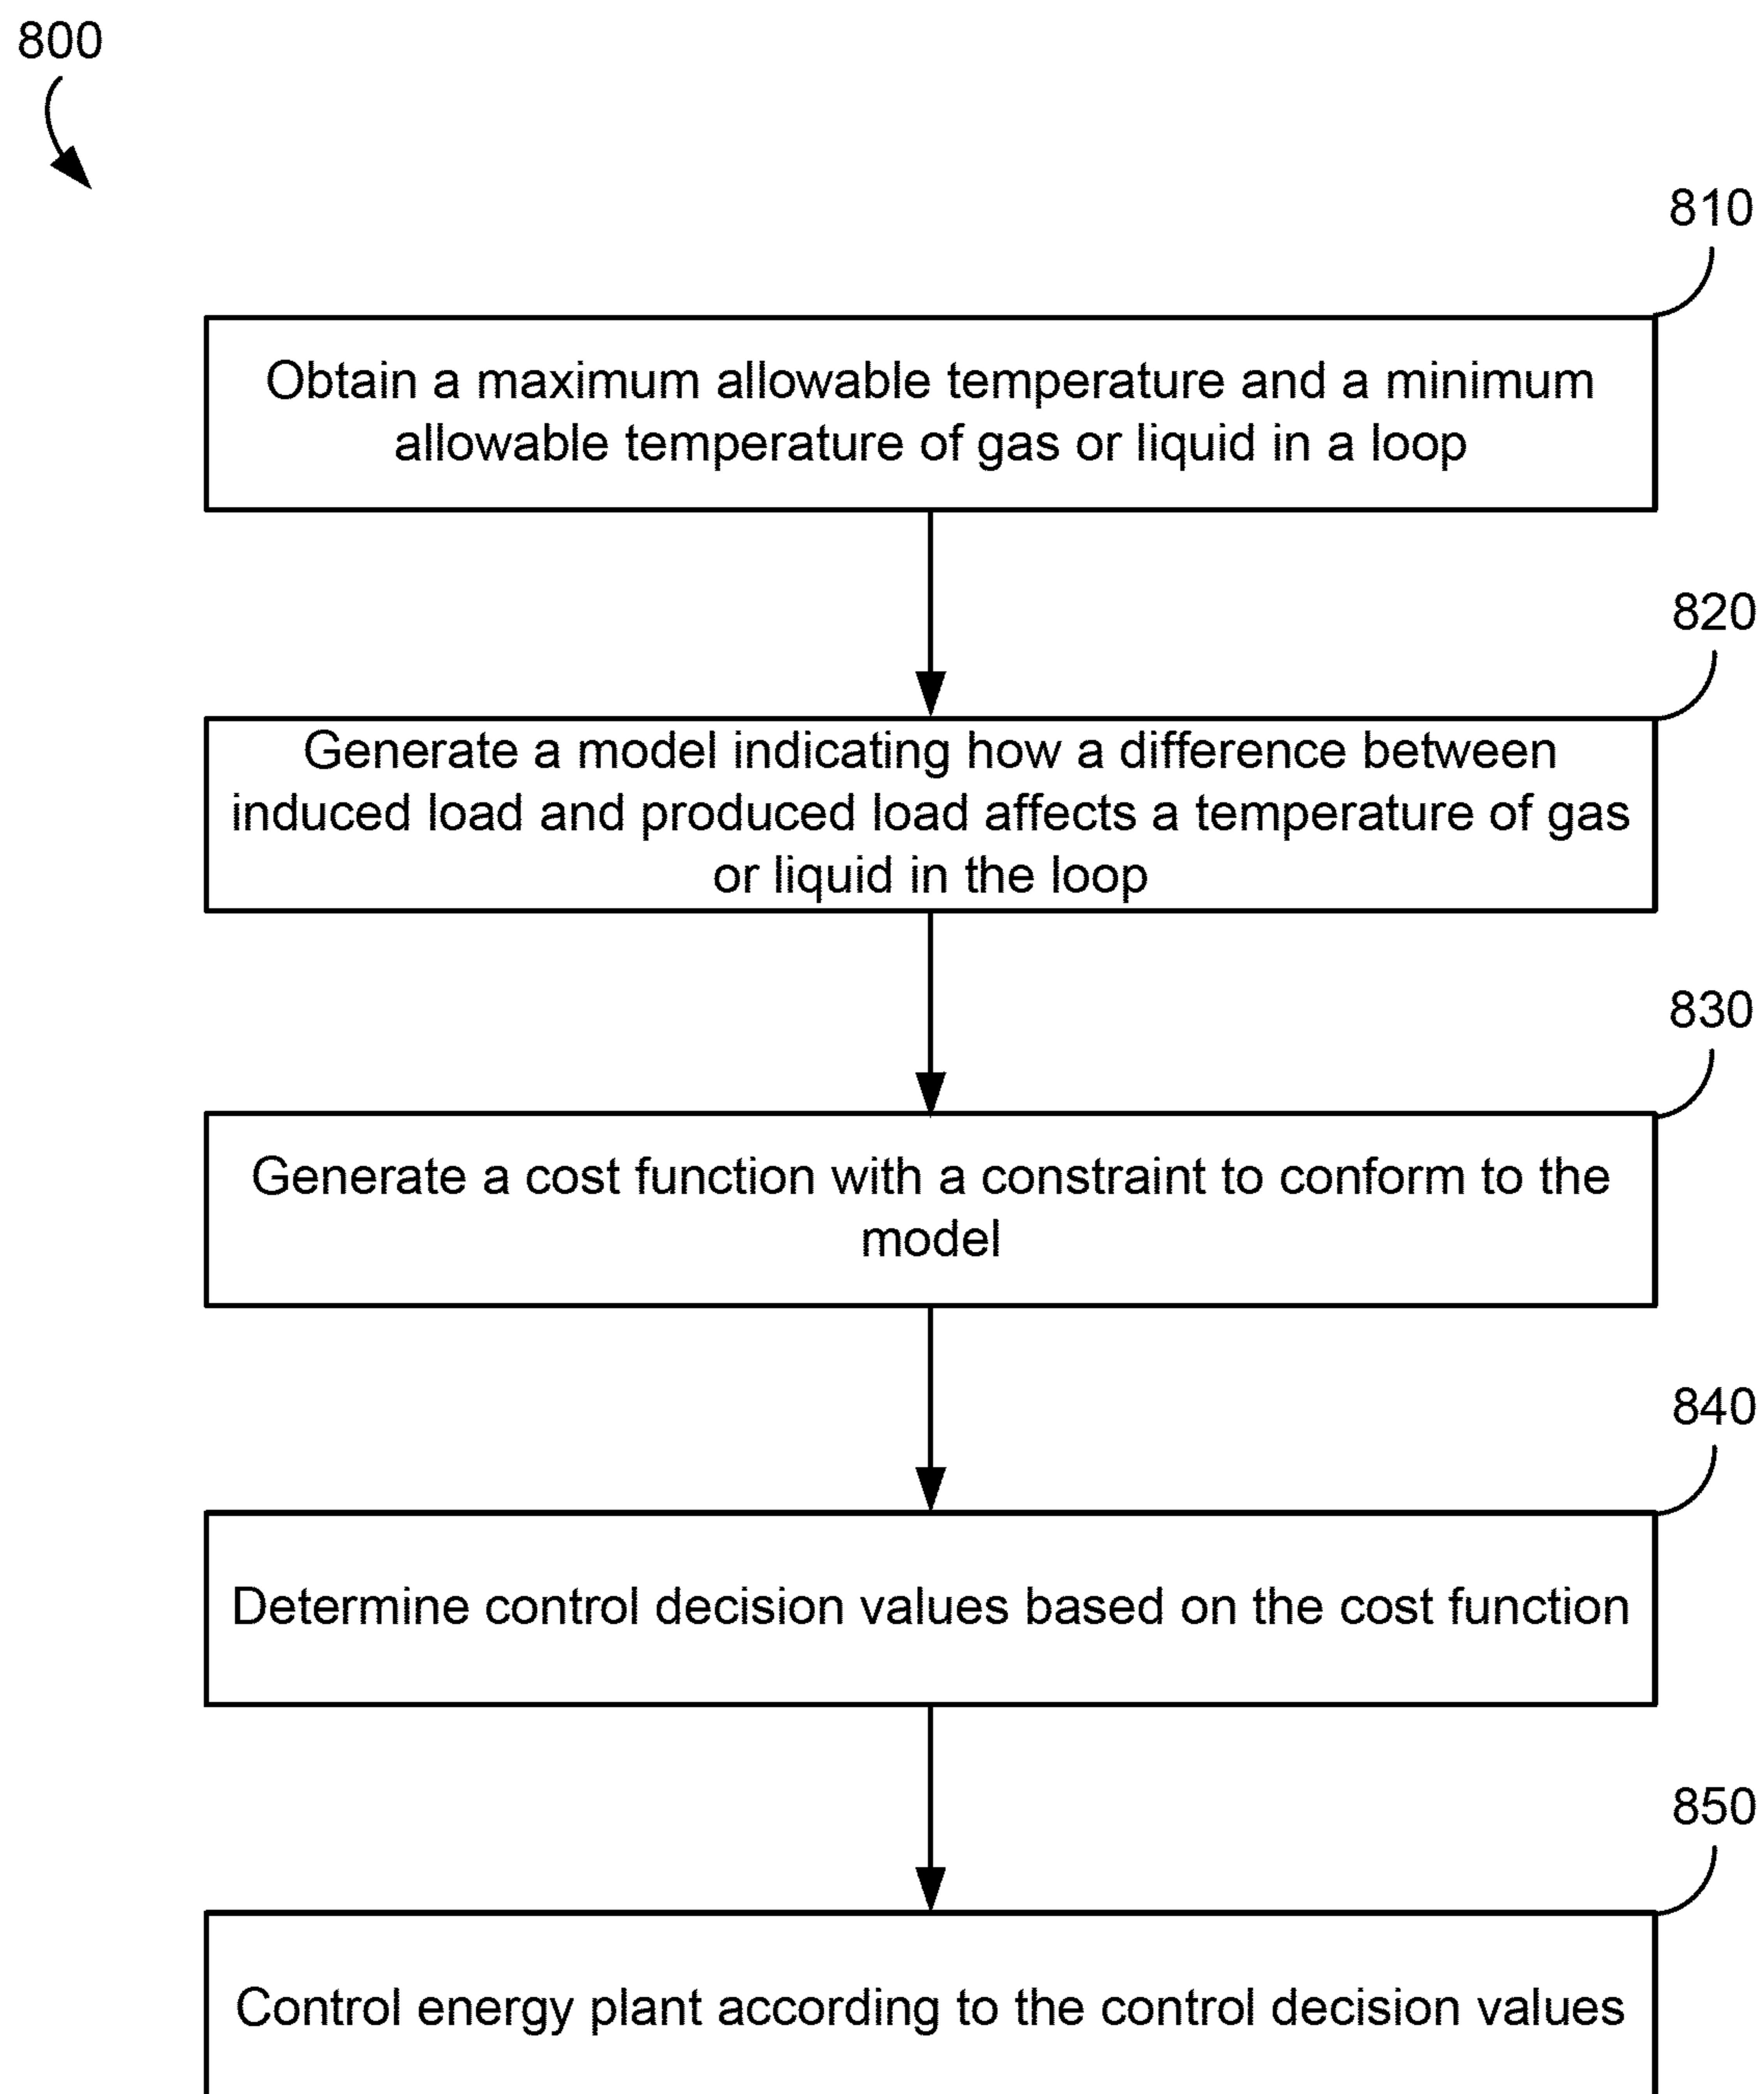 800
810
Obtain a maximum allowable temperature and a minimum
allowable temperature of gas or liquid in a loop
820
Generate a model indicating how a difference between
induced load and produced load affects a temperature of gas
or liquid in the loop
830
Generate a cost function with a constraint to conform to the
model
840
Determine control decision values based on the cost function
850
Control energy plant according to the control decision values